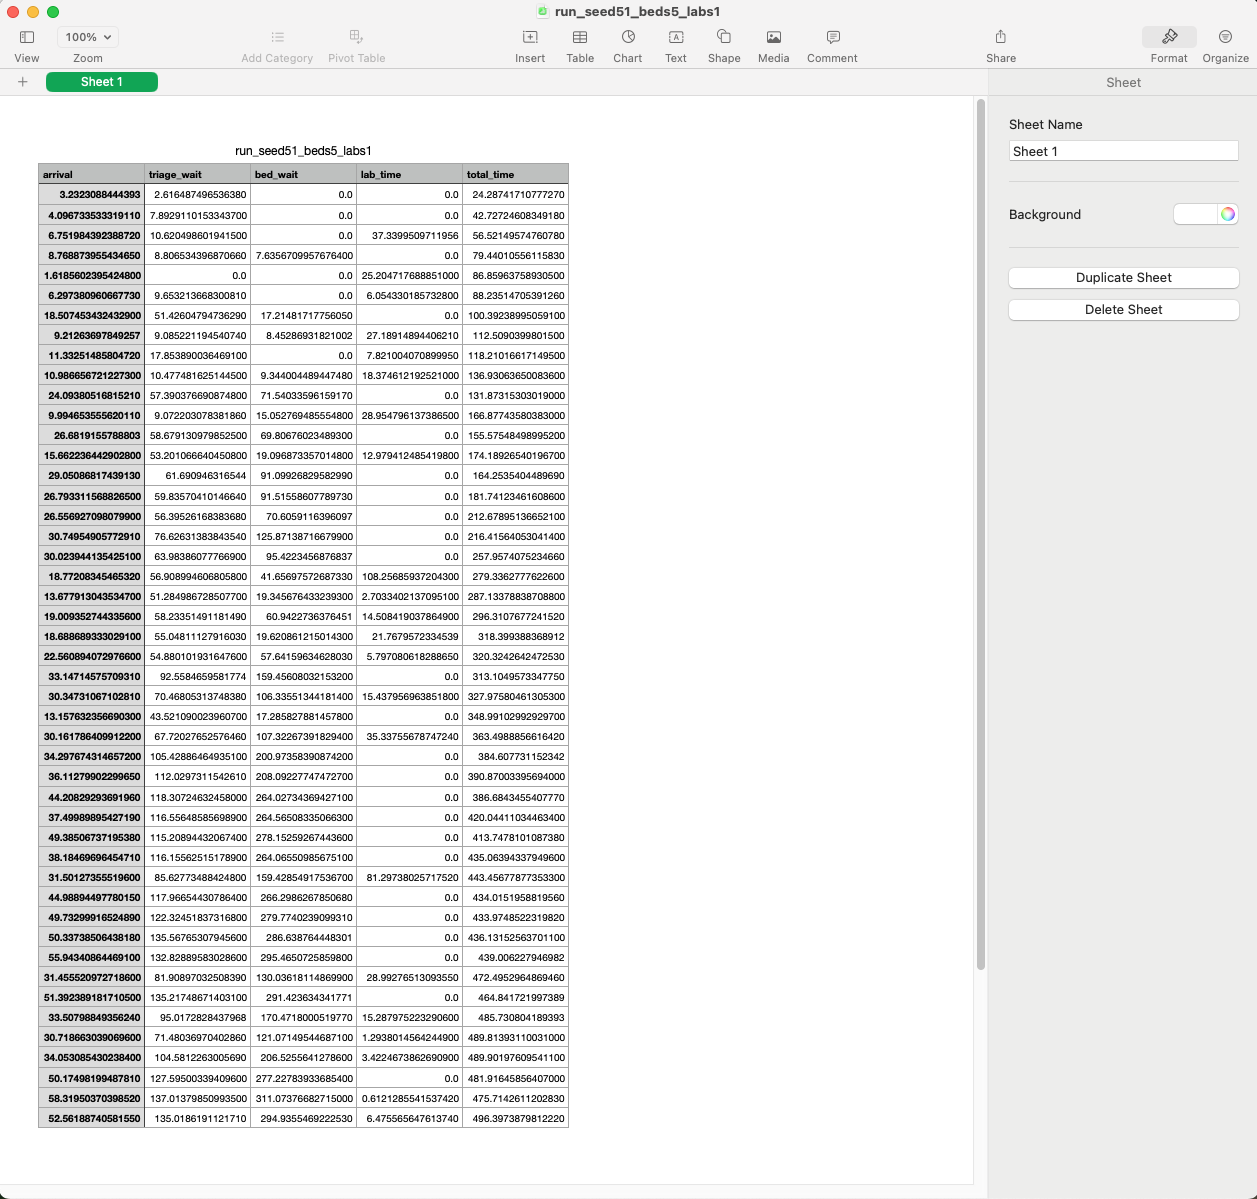 run_seed51_beds5_labs1
100%
View Zoom Add Category Pivot Table Insert Table Chart Text Shape Media Comment Share Format Organize
Sheet 1
Sheet
Sheet Name
Sheet 1
Background
Duplicate Sheet
Delete Sheet
run_seed51_beds5_labs1
arrival triage_wait bed_wait lab_time total_time
3.2323088444393 2.616487496536380 0.0 0.0 24.28741710777270
4.096733533319110 7.8929110153343700 0.0 0.0 42.72724608349180
6.751984392388720 10.620498601941500 0.0 37.3399509711956 56.52149574760780
8.768873955434650 8.806534396870660 7.6356709957676400 0.0 79.44010556115830
1.6185602395424800 0.0 0.0 25.204717688851000 86.85963758930500
6.297380960667730 9.653213668300810 0.0 6.054330185732800 88.23514705391260
18.507453432432900 51.42604794736290 17.21481717756050 0.0 100.39238995059100
9.21263697849257 9.085221194540740 8.45286931821002 27.18914894406210 112.5090399801500
11.33251485804720 17.853890036469100 0.0 7.821004070899950 118.21016617149500
10.986656721227300 10.477481625144500 9.344004489447480 18.374612192521000 136.93063650083600
24.09380516815210 57.390376690874800 71.54033596159170 0.0 131.87315303019000
9.994653555620110 9.072203078381860 15.052769485554800 28.954796137386500 166.87743580383000
26.6819155788803 58.679130979852500 69.80676023489300 0.0 155.57548498995200
15.662236442902800 53.201066640450800 19.096873357014800 12.979412485419800 174.18926540196700
29.05086817439130 61.690946316544 91.09926829582990 0.0 164.2535404489690
26.793311568826500 59.83570410146640 91.51558607789730 0.0 181.74123461608600
26.556927098079900 56.39526168383680 70.6059116396097 0.0 212.67895136652100
30.74954905772910 76.62631383843540 125.87138716679900 0.0 216.41564053041400
30.023944135425100 63.98386077766900 95.4223456876837 0.0 257.9574075234660
18.77208345465320 56.908994606805800 41.65697572687330 108.25685937204300 279.3362777622600
13.677913043534700 51.284986728507700 19.345676433239300 2.7033402137095100 287.13378838708800
19.009352744335600 58.23351491181490 60.9422736376451 14.508419037864900 296.3107677241520
18.688689333029100 55.04811127916030 19.620861215014300 21.7679572334539 318.399388368912
22.560894072976600 54.880101931647600 57.64159634628030 5.797080618288650 320.3242642472530
33.14714575709310 92.5584659581774 159.45608032153200 0.0 313.1049573347750
30.34731067102810 70.46805313748380 106.33551344181400 15.437956963851800 327.97580461305300
13.157632356690300 43.521090023960700 17.285827881457800 0.0 348.99102992929700
30.161786409912200 67.72027652576460 107.32267391829400 35.33755678747240 363.4988856616420
34.297674314657200 105.42886464935100 200.97358390874200 0.0 384.607731152342
36.11279902299650 112.0297311542610 208.09227747472700 0.0 390.87003395694000
44.20829293691960 118.30724632458000 264.02734369427100 0.0 386.6843455407770
37.49989895427190 116.55648585698900 264.56508335066300 0.0 420.04411034463400
49.38506737195380 115.20894432067400 278.15259267443600 0.0 413.7478101087380
38.18469696454710 116.15562515178900 264.06550985675100 0.0 435.06394337949600
31.50127355519600 85.62773488424800 159.42854917536700 81.29738025717520 443.45677877353300
44.98894497780150 117.96654430786400 266.2986267850680 0.0 434.0151958819560
49.73299916524890 122.32451837316800 279.7740239099310 0.0 433.9748522319820
50.33738506438180 135.56765307945600 286.638764448301 0.0 436.13152563701100
55.94340864469100 132.82889583028600 295.4650725859800 0.0 439.006227946982
31.455520972718600 81.90897032508390 130.03618114869900 28.99276513093550 472.4952964869460
51.392389181710500 135.21748671403100 291.423634341771 0.0 464.841721997389
33.50798849356240 95.0172828437968 170.4718000519770 15.287975223290600 485.730804189393
30.718663039069600 71.48036970402860 121.07149544687100 1.2938014564244900 489.81393110031000
34.053085430238400 104.5812263005690 206.5255641278600 3.4224673862690900 489.90197609541100
50.17498199487810 127.59500339409600 277.22783933685400 0.0 481.91645856407000
58.31950370398520 137.01379850993500 311.07376682715000 0.6121285541537420 475.7142611202830
52.56188740581550 135.0186191121710 294.9355469222530 6.475565647613740 496.3973879812220